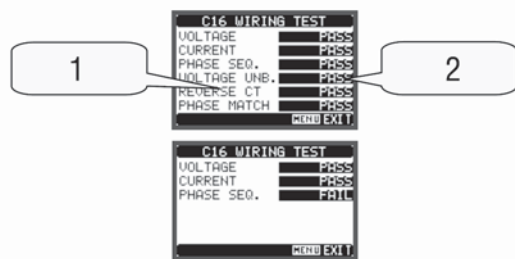 C16 WIRING TEST
VOLTAGE PASS
CURRENT PASS
PHASE SEQ. PASS
VOLTAGE UNB. PASS
REVERSE CT PASS
PHASE MATCH PASS
MENU EXIT
1
2
C16 WIRING TEST
VOLTAGE PASS
CURRENT PASS
PHASE SEQ. FAIL
MENU EXIT